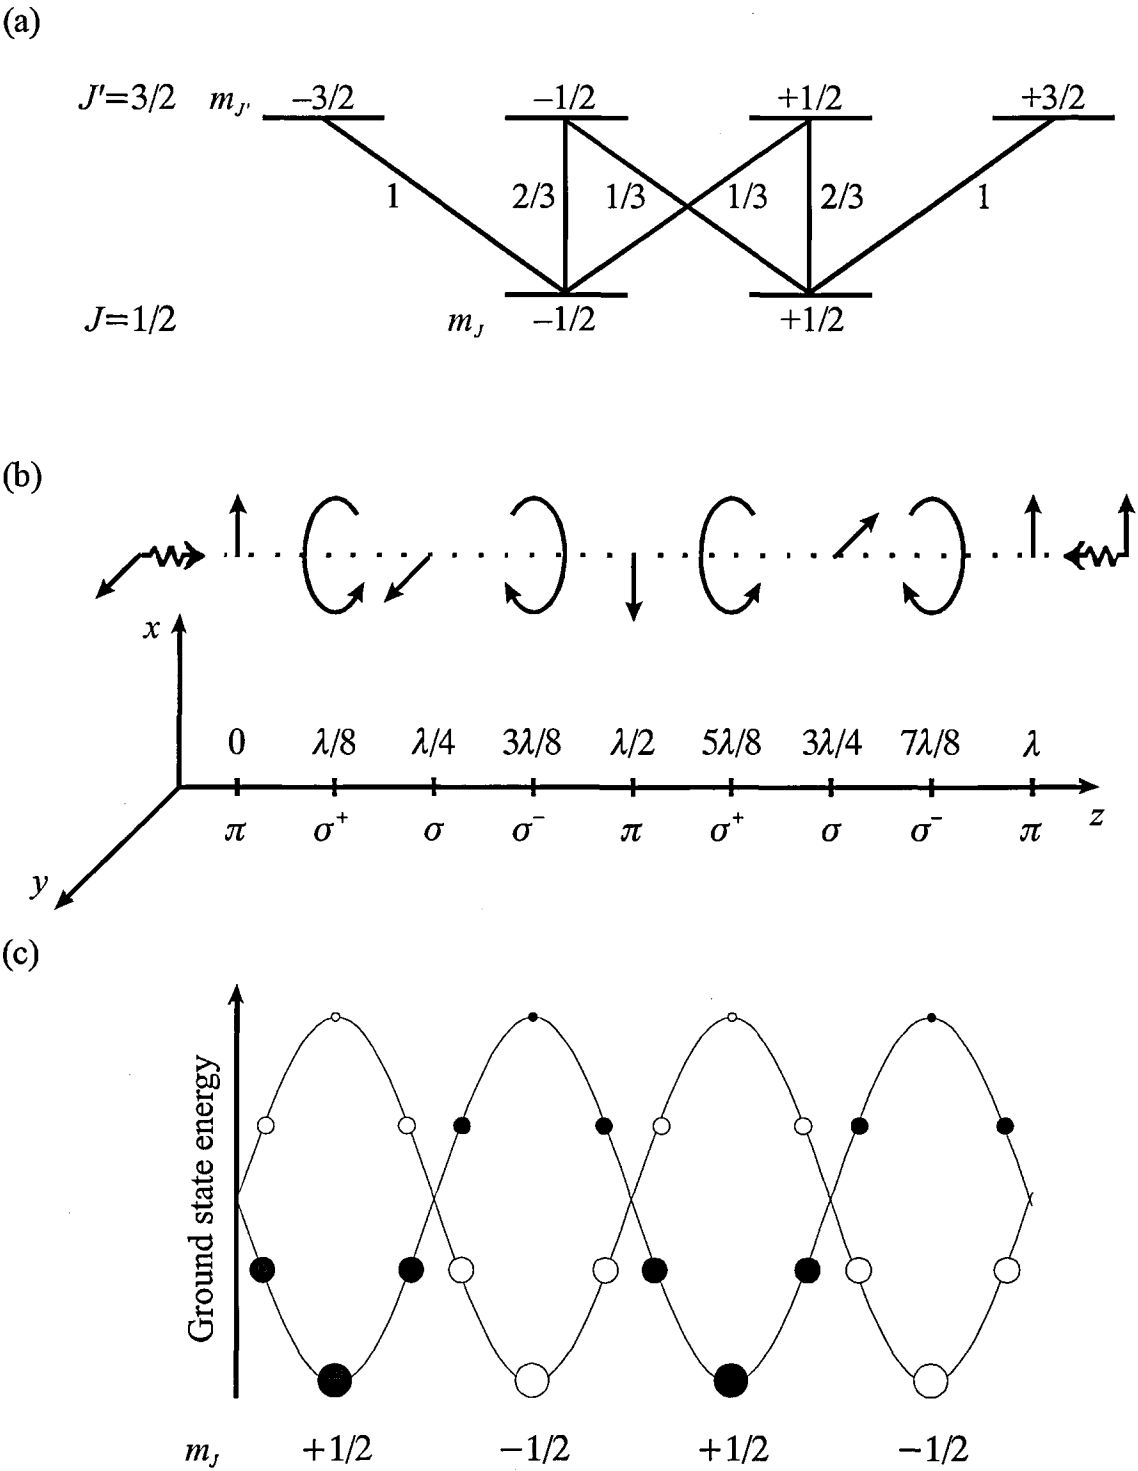 (a)
J'=3/2 m_J' −3/2 −1/2 +1/2 +3/2
1 2/3 1/3 1/3 2/3 1
J=1/2 m_J −1/2 +1/2
(b)
x
0 λ/8 λ/4 3λ/8 λ/2 5λ/8 3λ/4 7λ/8 λ
π σ⁺ σ σ⁻ π σ⁺ σ σ⁻ π z
y
(c)
Ground state energy
m_J +1/2 −1/2 +1/2 −1/2